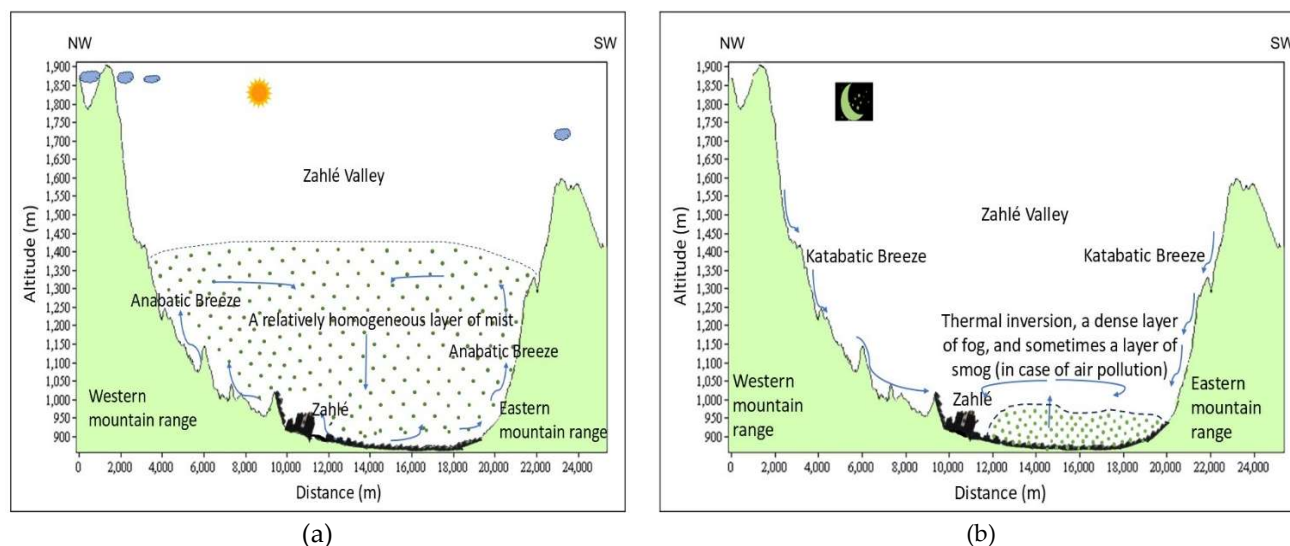 NW
SW
1,900
1,850
1,800
1,750
1,700
1,650
1,600
1,550
1,500
1,450
1,400
1,350
1,300
1,250
1,200
1,150
1,100
1,050
1,000
950
900
Altitude (m)
Zahlé Valley
Anabatic Breeze
A relatively homogeneous layer of mist
Anabatic Breeze
Western
mountain range
Zahlé
Eastern
mountain range
0 2,000 4,000 6,000 8,000 10,000 12,000 14,000 16,000 18,000 20,000 22,000 24,000
Distance (m)
(a)
NW
SW
1,900
1,850
1,800
1,750
1,700
1,650
1,600
1,550
1,500
1,450
1,400
1,350
1,300
1,250
1,200
1,150
1,100
1,050
1,000
950
900
Altitude (m)
Zahlé Valley
Katabatic Breeze
Katabatic Breeze
Thermal inversion, a dense layer
of fog, and sometimes a layer of
smog (in case of air pollution)
Western
mountain
range
Zahlé
Eastern
mountain
range
0 2,000 4,000 6,000 8,000 10,000 12,000 14,000 16,000 18,000 20,000 22,000 24,000
Distance (m)
(b)